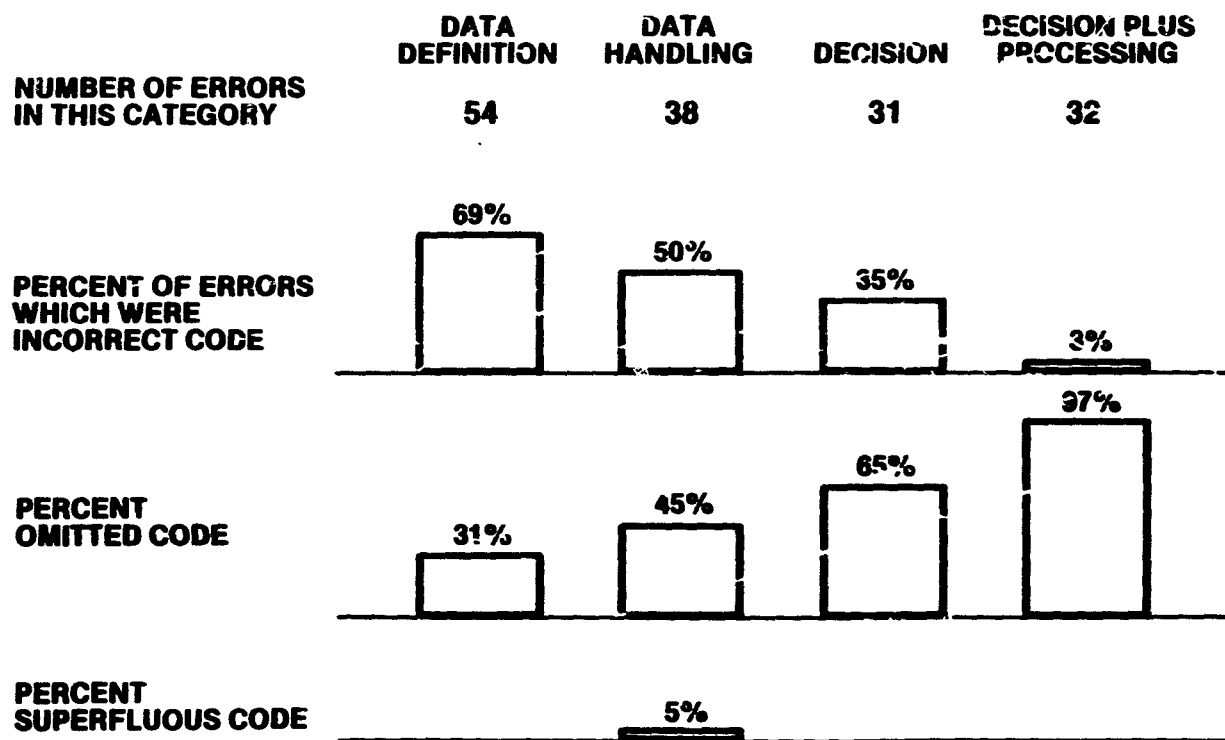 DATA DEFINITION
DATA HANDLING
DECISION
DECISION PLUS PROCESSING
NUMBER OF ERRORS
IN THIS CATEGORY
54
38
31
32
PERCENT OF ERRORS
WHICH WERE
INCORRECT CODE
69%
50%
35%
3%
PERCENT
OMITTED CODE
31%
45%
65%
97%
PERCENT
SUPERFLUOUS CODE
5%